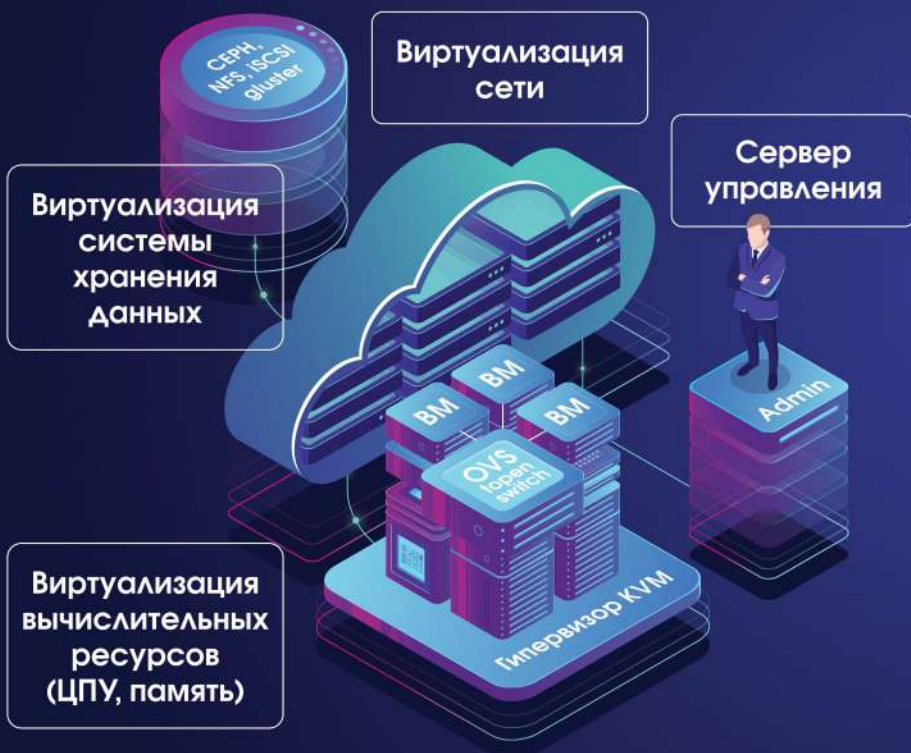 CEPH,
NFS, iSCSI
gluster
Виртуализация
сети
Сервер
управления
Виртуализация
системы
хранения
данных
Admin
ВМ
ВМ
ВМ
OVS
topen
switch
Гипервизор KVM
Виртуализация
вычислительных
ресурсов
(ЦПУ, память)